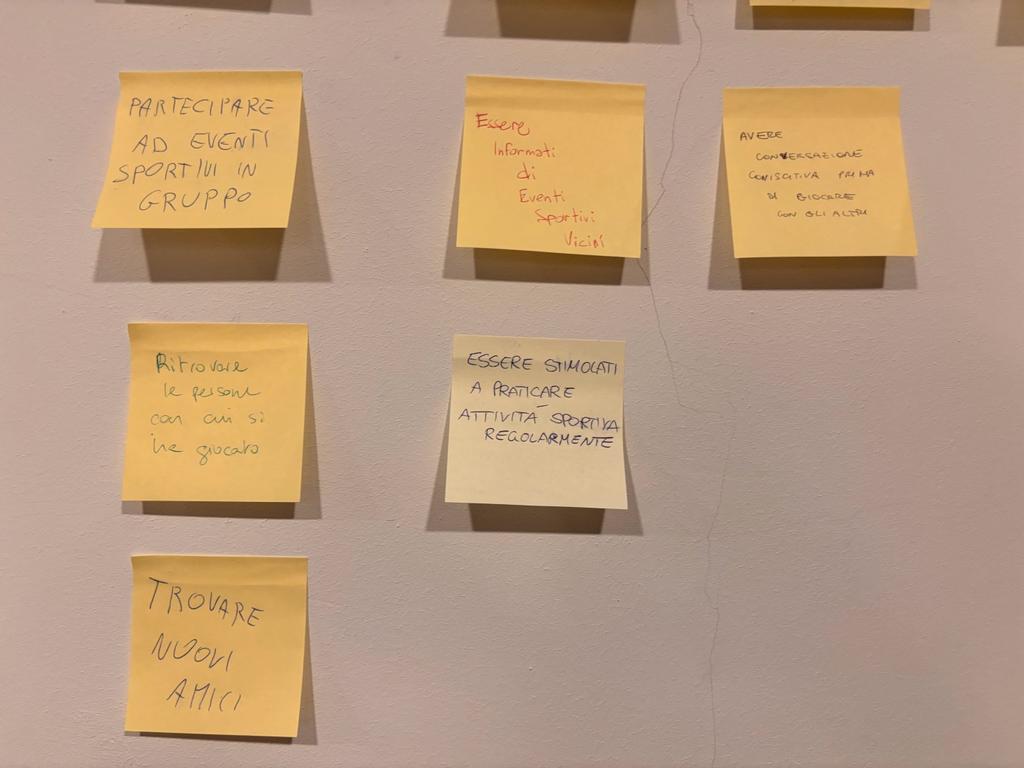 PARTECIPARE
AD EVENTI
SPORTIVI IN
GRUPPO
Essere
Informati
di
Eventi
Sportivi
Vicini
AVERE
CONVERSAZIONE
CONISCITIVA PRIMA
DI GIOCARE
CON GLI ALTRI
Ritrovare
le persone
con cui si
ha giocato
ESSERE STIMOLATI
A PRATICARE
ATTIVITÀ SPORTIVA
REGOLARMENTE
TROVARE
NUOVI
AMICI